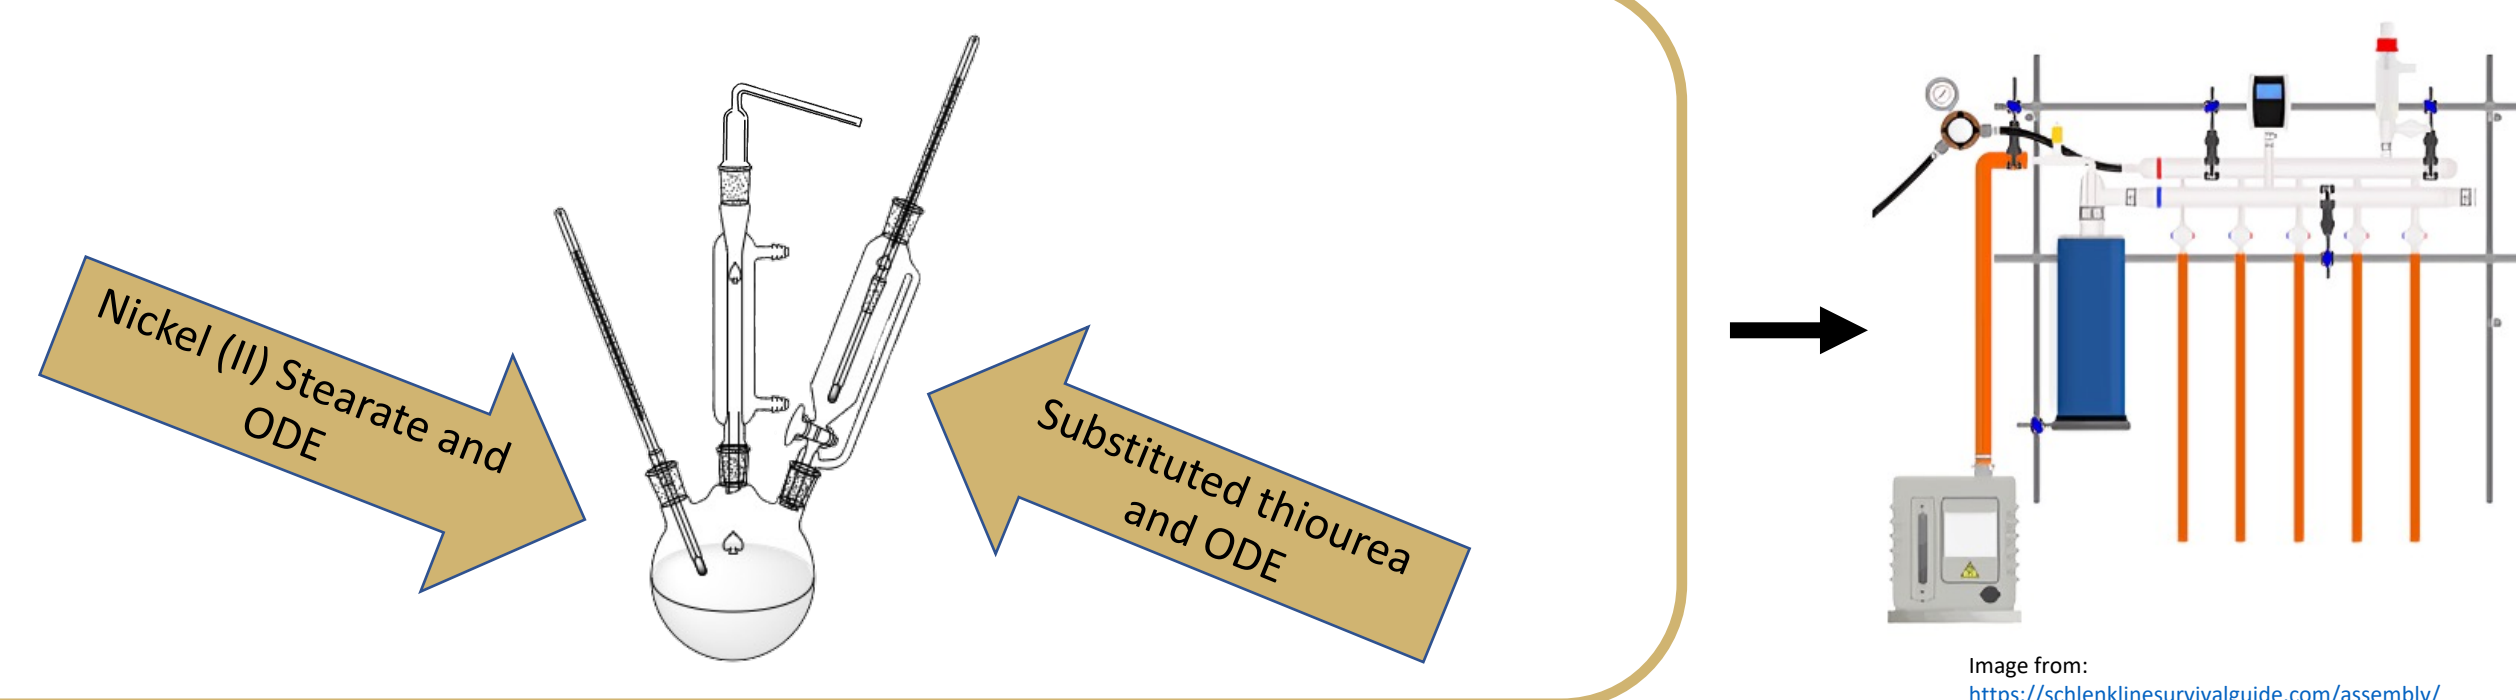 Nickel (II) Stearate and
ODE
Substituted thiourea
and ODE
Image from:
https://schlenklinesurvivalguide.com/assembly/